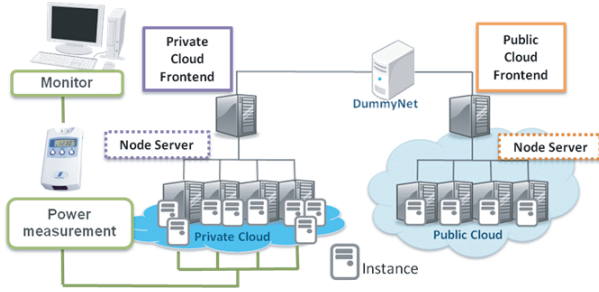 Monitor
Private
Cloud
Frontend
Public
Cloud
Frontend
DummyNet
Node Server
Node Server
Power
measurement
Private Cloud
Public Cloud
Instance